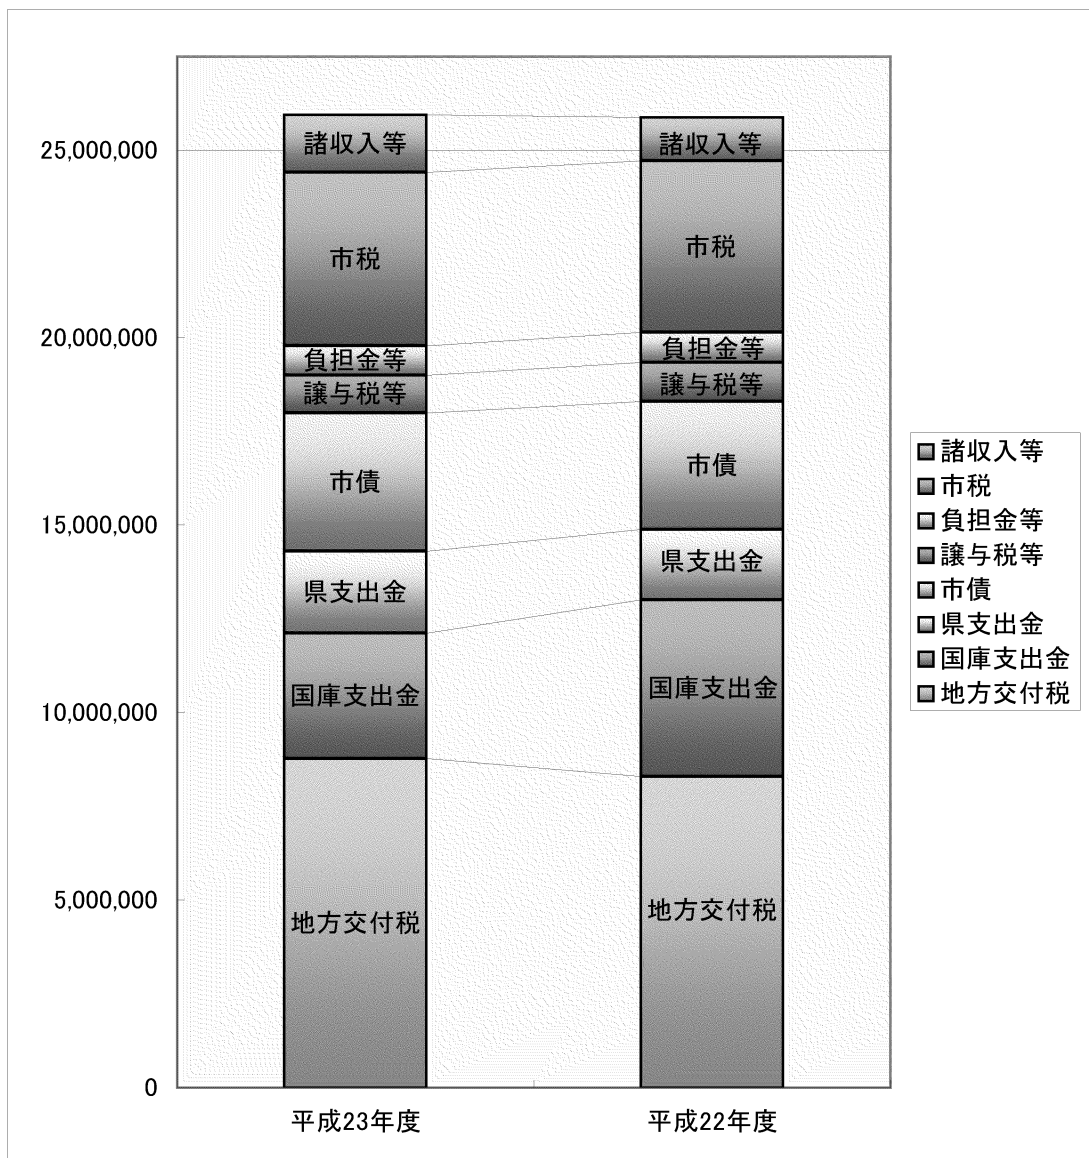 25,000,000
20,000,000
15,000,000
10,000,000
5,000,000
0
諸収入等
市税
負担金等
譲与税等
市債
県支出金
国庫支出金
地方交付税
諸収入等
市税
負担金等
譲与税等
市債
県支出金
国庫支出金
地方交付税
平成23年度
平成22年度
諸収入等
市税
負担金等
譲与税等
市債
県支出金
国庫支出金
地方交付税